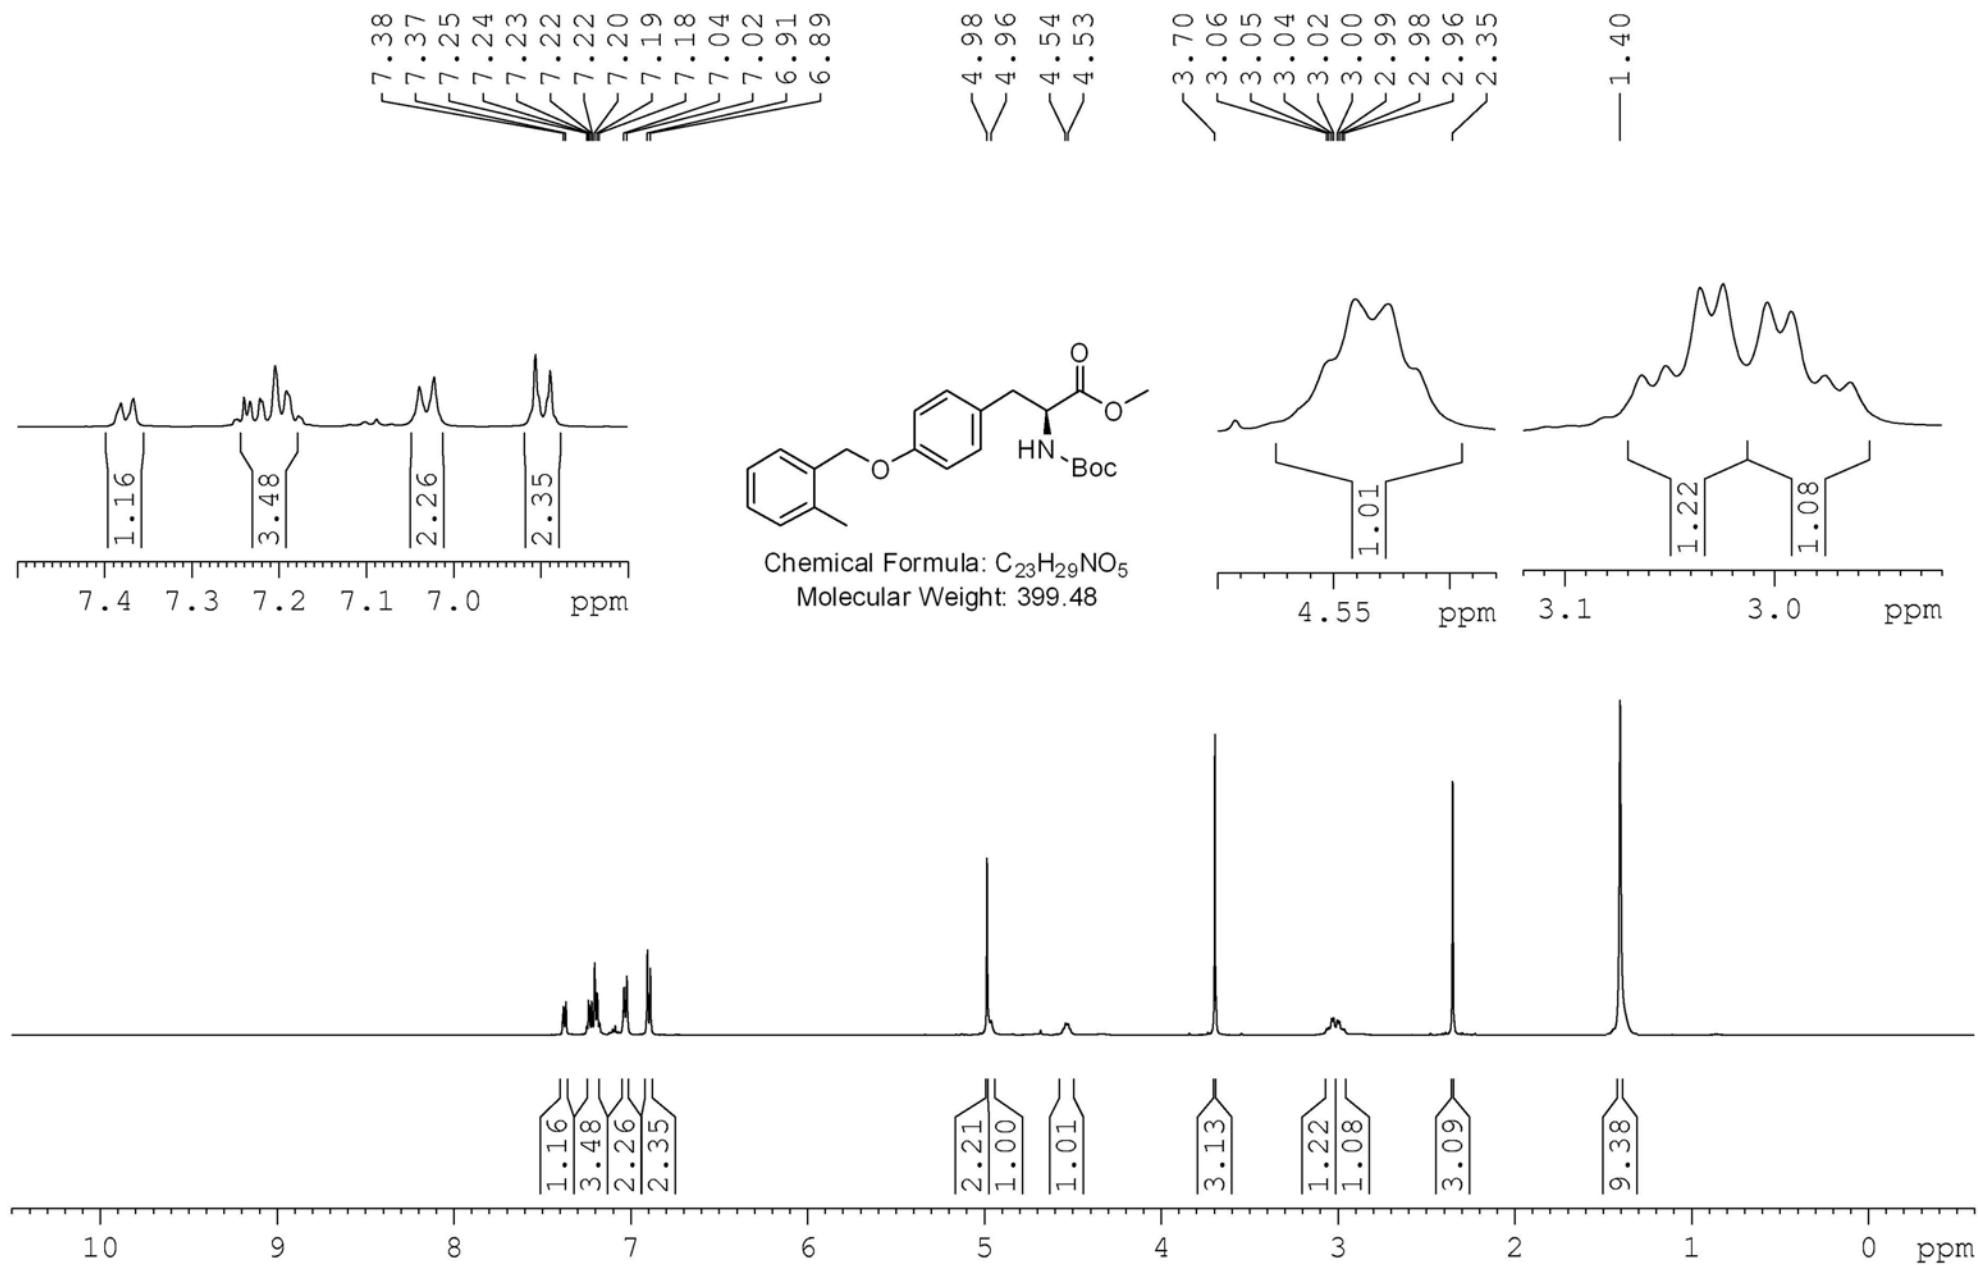 7.38 7.37 7.25 7.24 7.23 7.22 7.22 7.20 7.19 7.18 7.04 7.02 6.91 6.89 4.98 4.96 4.54 4.53 3.70 3.06 3.05 3.04 3.02 3.00 2.99 2.98 2.96 2.35 1.40
1.16 3.48 2.26 2.35
7.4 7.3 7.2 7.1 7.0 ppm
O
O
HN
Boc
O
Chemical Formula: C₂₃H₂₉NO₅
Molecular Weight: 399.48
1.01
4.55 ppm
1.22 1.08
3.1 3.0 ppm
1.16 3.48 2.26 2.35 2.21 1.00 1.01 3.13 1.22 1.08 3.09 9.38
10 9 8 7 6 5 4 3 2 1 0 ppm